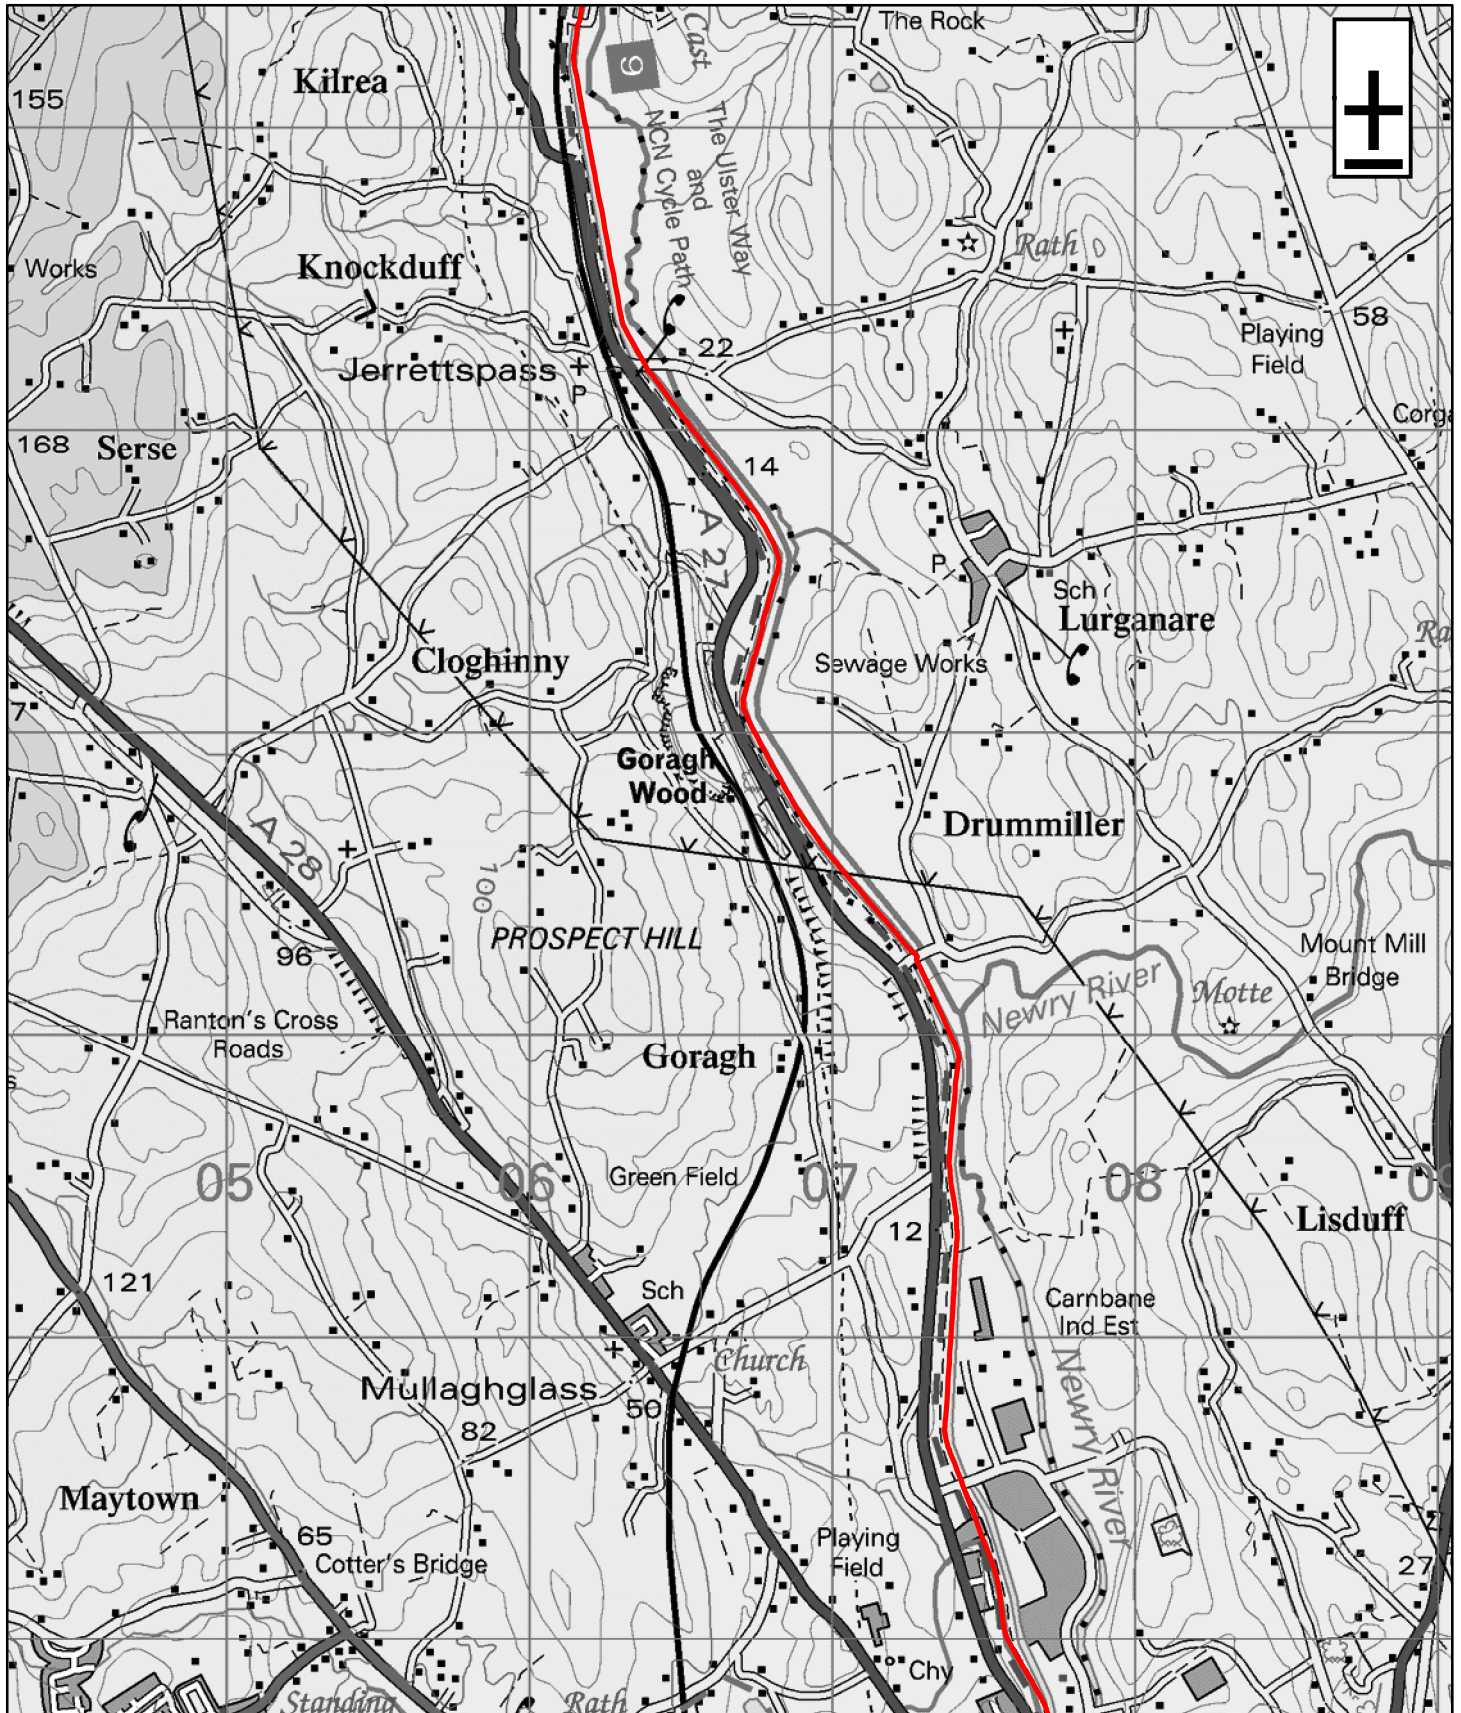 The Rock
Cast
9
Kilrea
155
The Ulster Way
and
NCN Cycle Path
Rath
Works
Knockduff
58
Playing
Field
22
Jerrettspass
P
168
Serse
14
A 27
P
Sch
Lurganare
Cloghinny
Sewage Works
7
Goragh
Wood
Drummiller
A 28
100
PROSPECT HILL
96
Mount Mill
Bridge
Newry River
Motte
Ranton's Cross
Roads
Goragh
05
06
Green Field
07
08
12
Lisduff
121
Sch
Carnbane
Ind Est
Church
Mullaghglass
50
82
Newry River
Maytown
65
Cotter's Bridge
Playing
Field
27
Chy
Standing
Rath